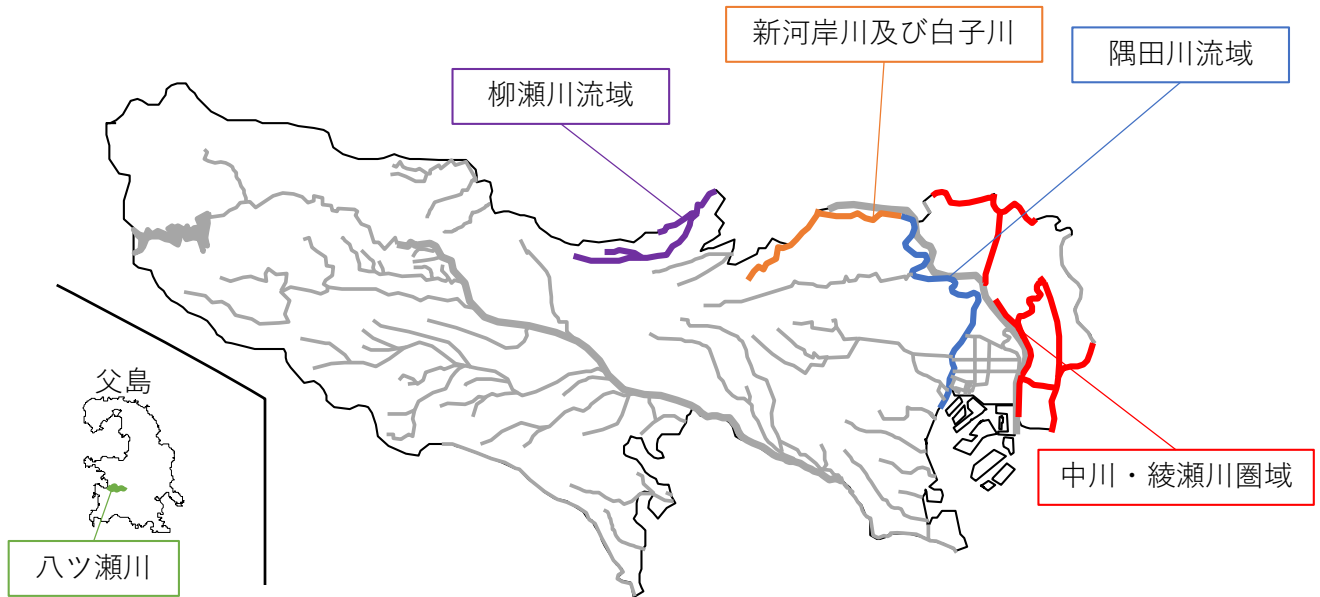 新河岸川及び白子川
隅田川流域
柳瀬川流域
父島
中川・綾瀬川圏域
八ツ瀬川